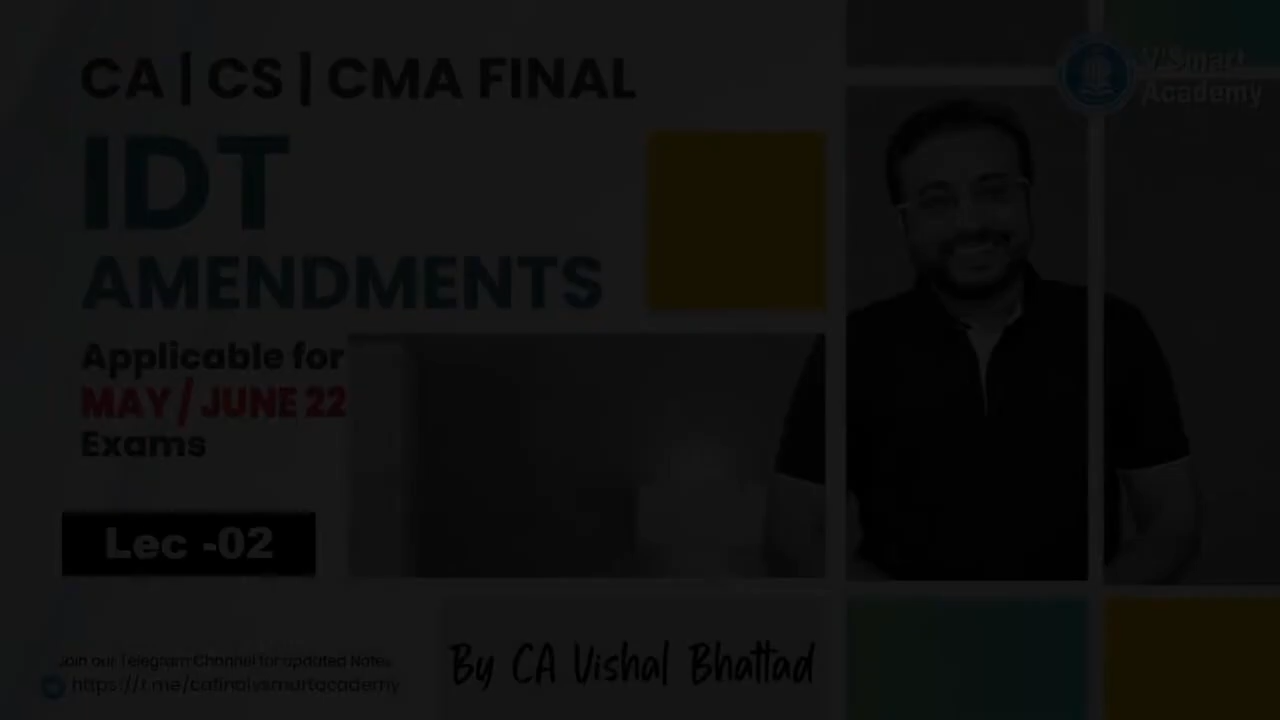 CA | CS | CMA FINAL
V'Smart
Academy
IDT
AMENDMENTS
Applicable for
MAY / JUNE 22
Exams
Lec -02
Join our Telegram Channel for updated Notes
https://t.me/cafinalvsmartacademy
By CA Vishal Bhattad